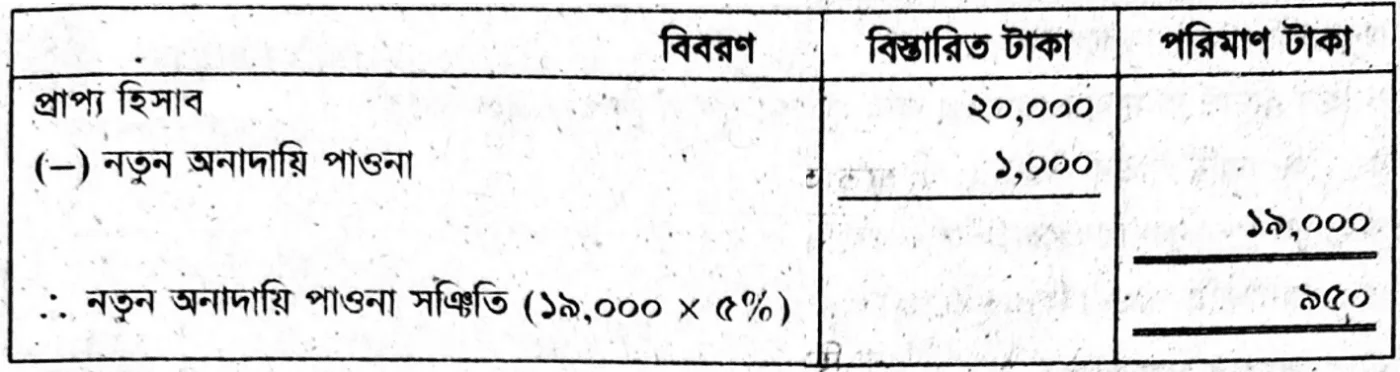 বিবরণ বিস্তারিত টাকা পরিমাণ টাকা
প্রাপ্য হিসাব ২০,০০০
(–) নতুন অনাদায়ি পাওনা ১,০০০
১৯,০০০
∴ নতুন অনাদায়ি পাওনা সঞ্চিতি (১৯,০০০ × ৫%) ৯৫০